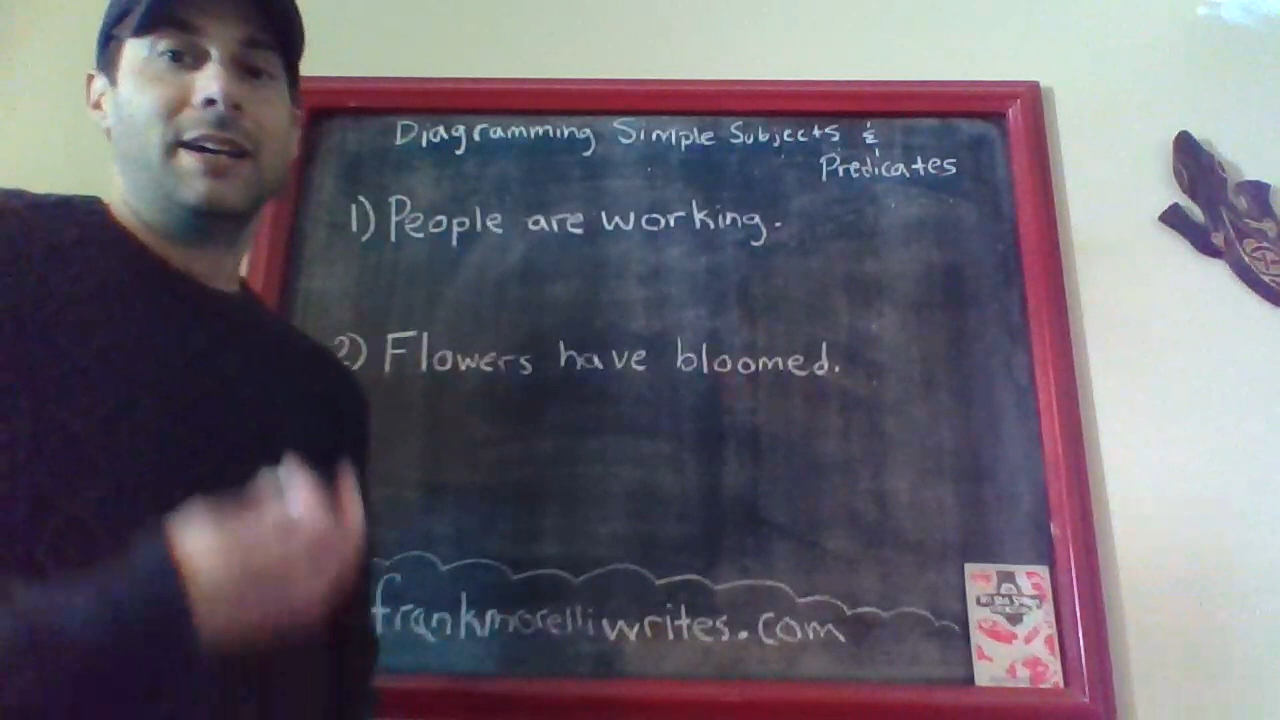 Diagramming Simple Subjects &
Predicates
1) People are working.
2) Flowers have bloomed.
frankmorelliwrites.com